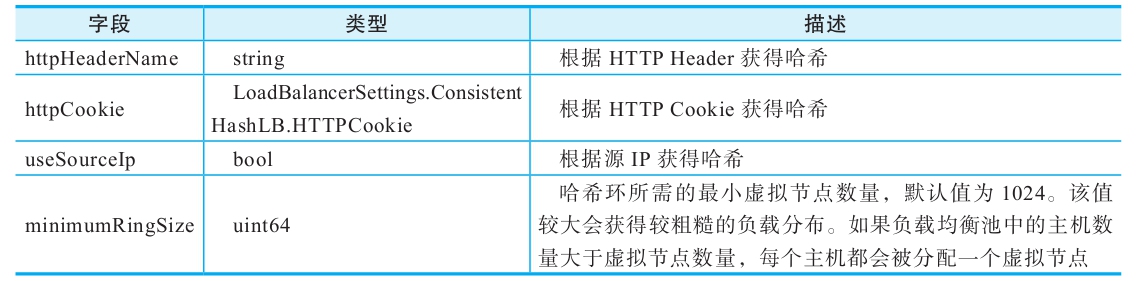 字段 类型 描述
httpHeaderName string 根据 HTTP Header 获得哈希
httpCookie LoadBalancerSettings.Consistent
HashLB.HTTPCookie 根据 HTTP Cookie 获得哈希
useSourceIp bool 根据源 IP 获得哈希
minimumRingSize uint64 哈希环所需的最小虚拟节点数量，默认值为 1024。该值
较大会获得较粗糙的负载分布。如果负载均衡池中的主机数
量大于虚拟节点数量，每个主机都会被分配一个虚拟节点